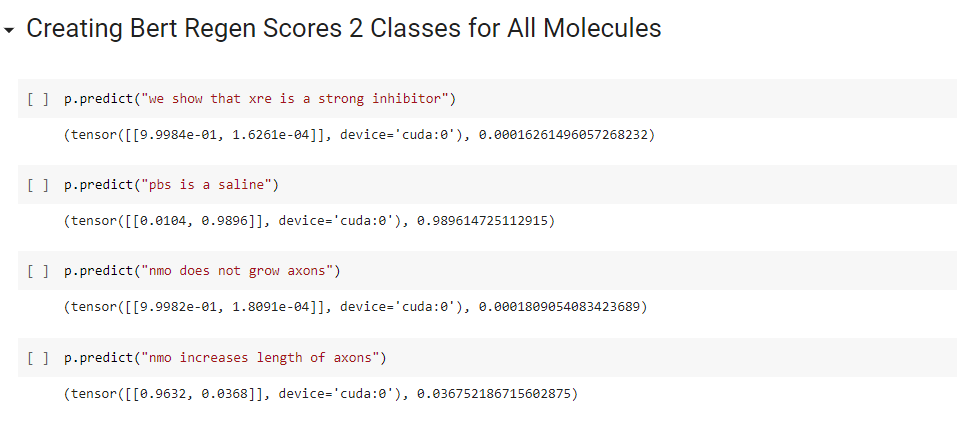 Creating Bert Regen Scores 2 Classes for All Molecules
[ ] p.predict("we show that xre is a strong inhibitor")
(tensor([[9.9984e-01, 1.6261e-04]], device='cuda:0'), 0.00016261496057268232)
[ ] p.predict("pbs is a saline")
(tensor([[0.0104, 0.9896]], device='cuda:0'), 0.989614725112915)
[ ] p.predict("nmo does not grow axons")
(tensor([[9.9982e-01, 1.8091e-04]], device='cuda:0'), 0.0001809054083423689)
[ ] p.predict("nmo increases length of axons")
(tensor([[0.9632, 0.0368]], device='cuda:0'), 0.036752186715602875)